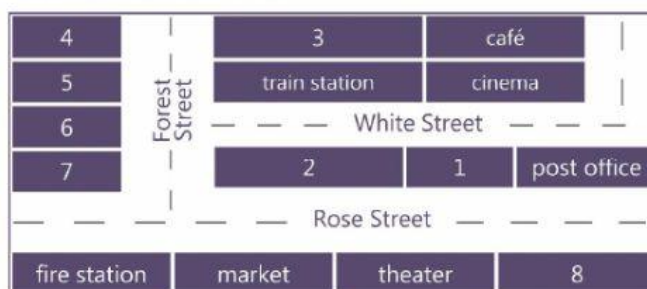 4
3
café
5
train station
cinema
Forest
Street
6
White Street
7
2
1
post office
Rose Street
fire station
market
theater
8